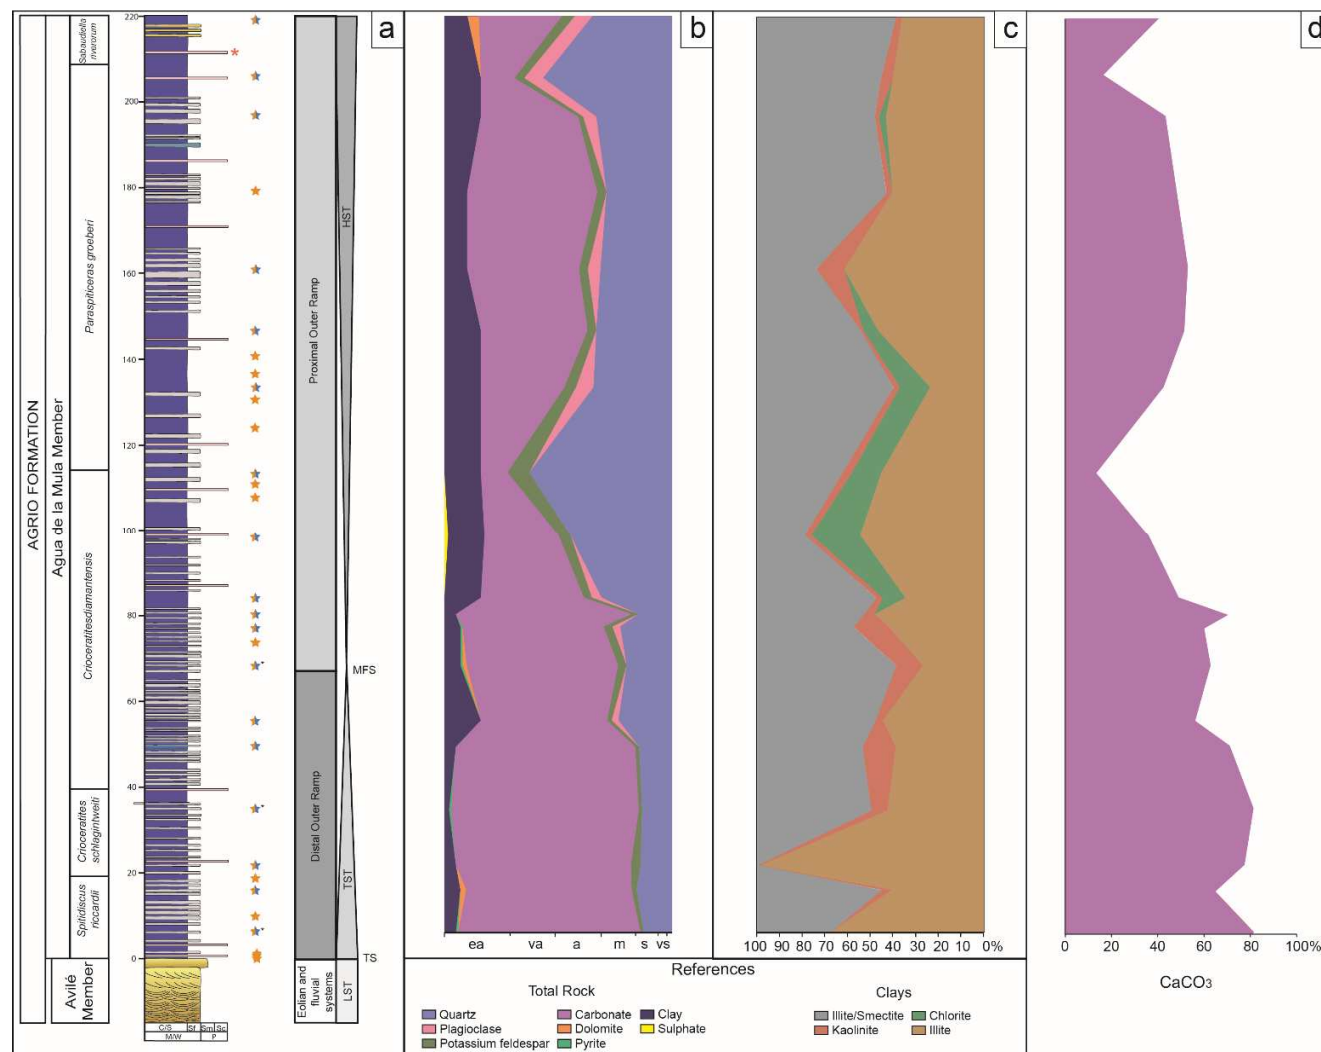 a
b
c
d
AGRIO FORMATION
Agua de la Mula Member
Avilé
Member
Sabaudiella
riverorum
Paraspiticeras groeberi
Crioceratitesdiamantensis
Crioceratites
schlagintweiti
Spitidiscus
riccardii
220
200
180
160
140
120
100
80
60
40
20
0
*
C/S
Sf
Sm
Sc
M/W
P
Proximal Outer Ramp
Distal Outer Ramp
Eolian and
fluvial
systems
HST
TST
LST
MFS
TS
ea va a m s vs
100 90 80 70 60 50 40 30 20 10 0%
0 20 40 60 80 100%
CaCO3
References
Total Rock
Quartz
Plagioclase
Potassium feldespar
Carbonate
Dolomite
Pyrite
Clay
Sulphate
Clays
Illite/Smectite
Kaolinite
Chlorite
Illite